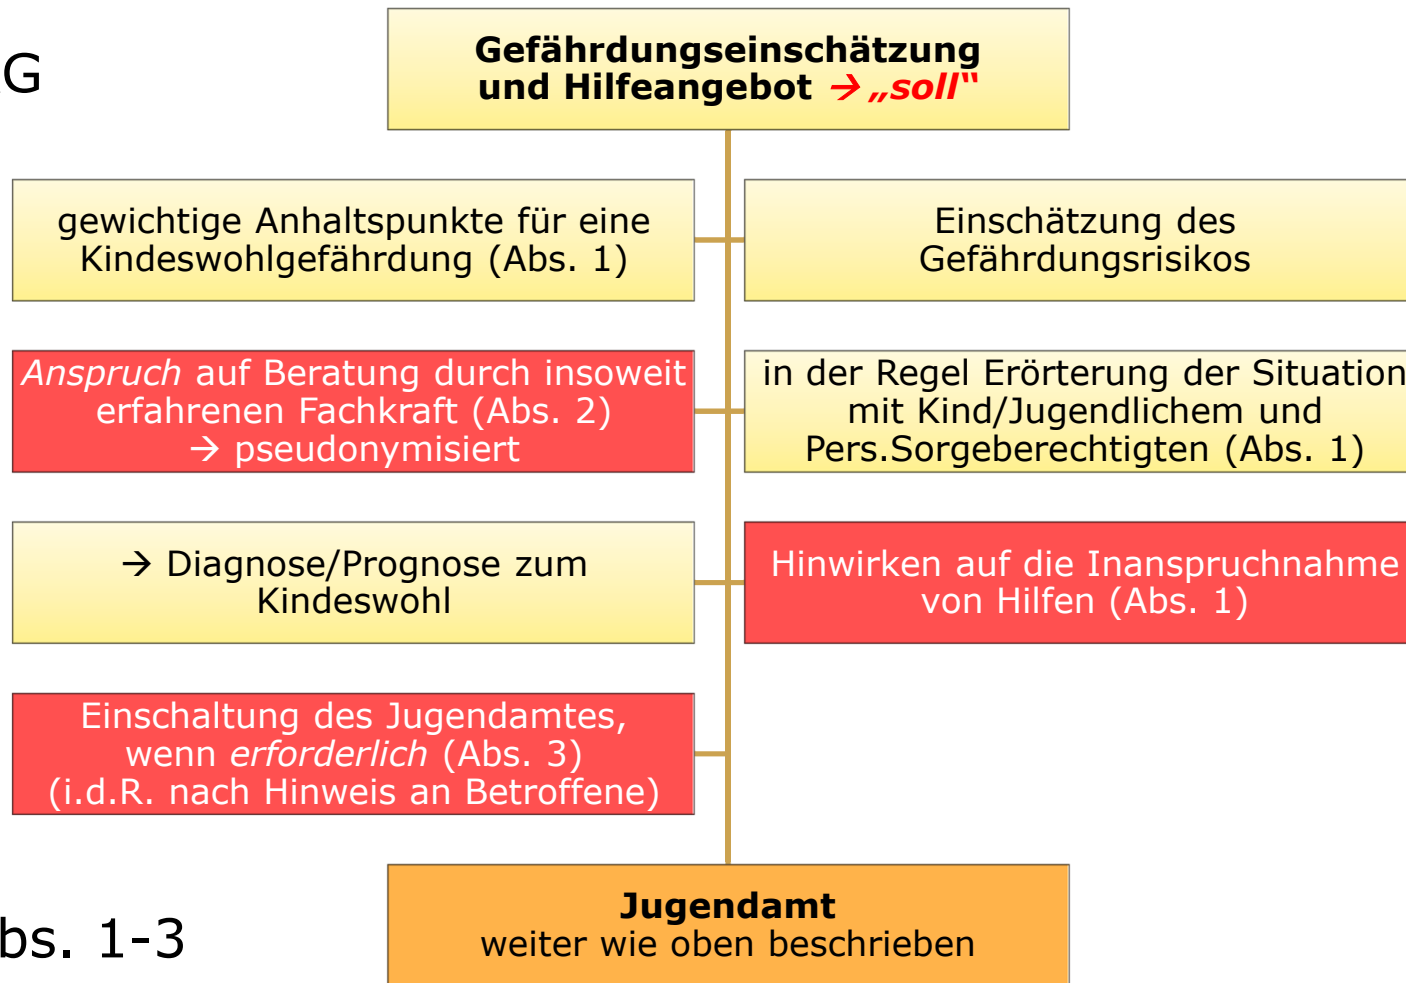 Gefährdungseinschätzung
und Hilfeangebot → „soll“
G
gewichtige Anhaltspunkte für eine
Kindeswohlgefährdung (Abs. 1)
Einschätzung des
Gefährdungsrisikos
Anspruch auf Beratung durch insoweit
erfahrenen Fachkraft (Abs. 2)
→ pseudonymisiert
in der Regel Erörterung der Situation
mit Kind/Jugendlichem und
Pers.Sorgeberechtigten (Abs. 1)
→ Diagnose/Prognose zum
Kindeswohl
Hinwirken auf die Inanspruchnahme
von Hilfen (Abs. 1)
Einschaltung des Jugendamtes,
wenn erforderlich (Abs. 3)
(i.d.R. nach Hinweis an Betroffene)
Jugendamt
weiter wie oben beschrieben
bs. 1-3